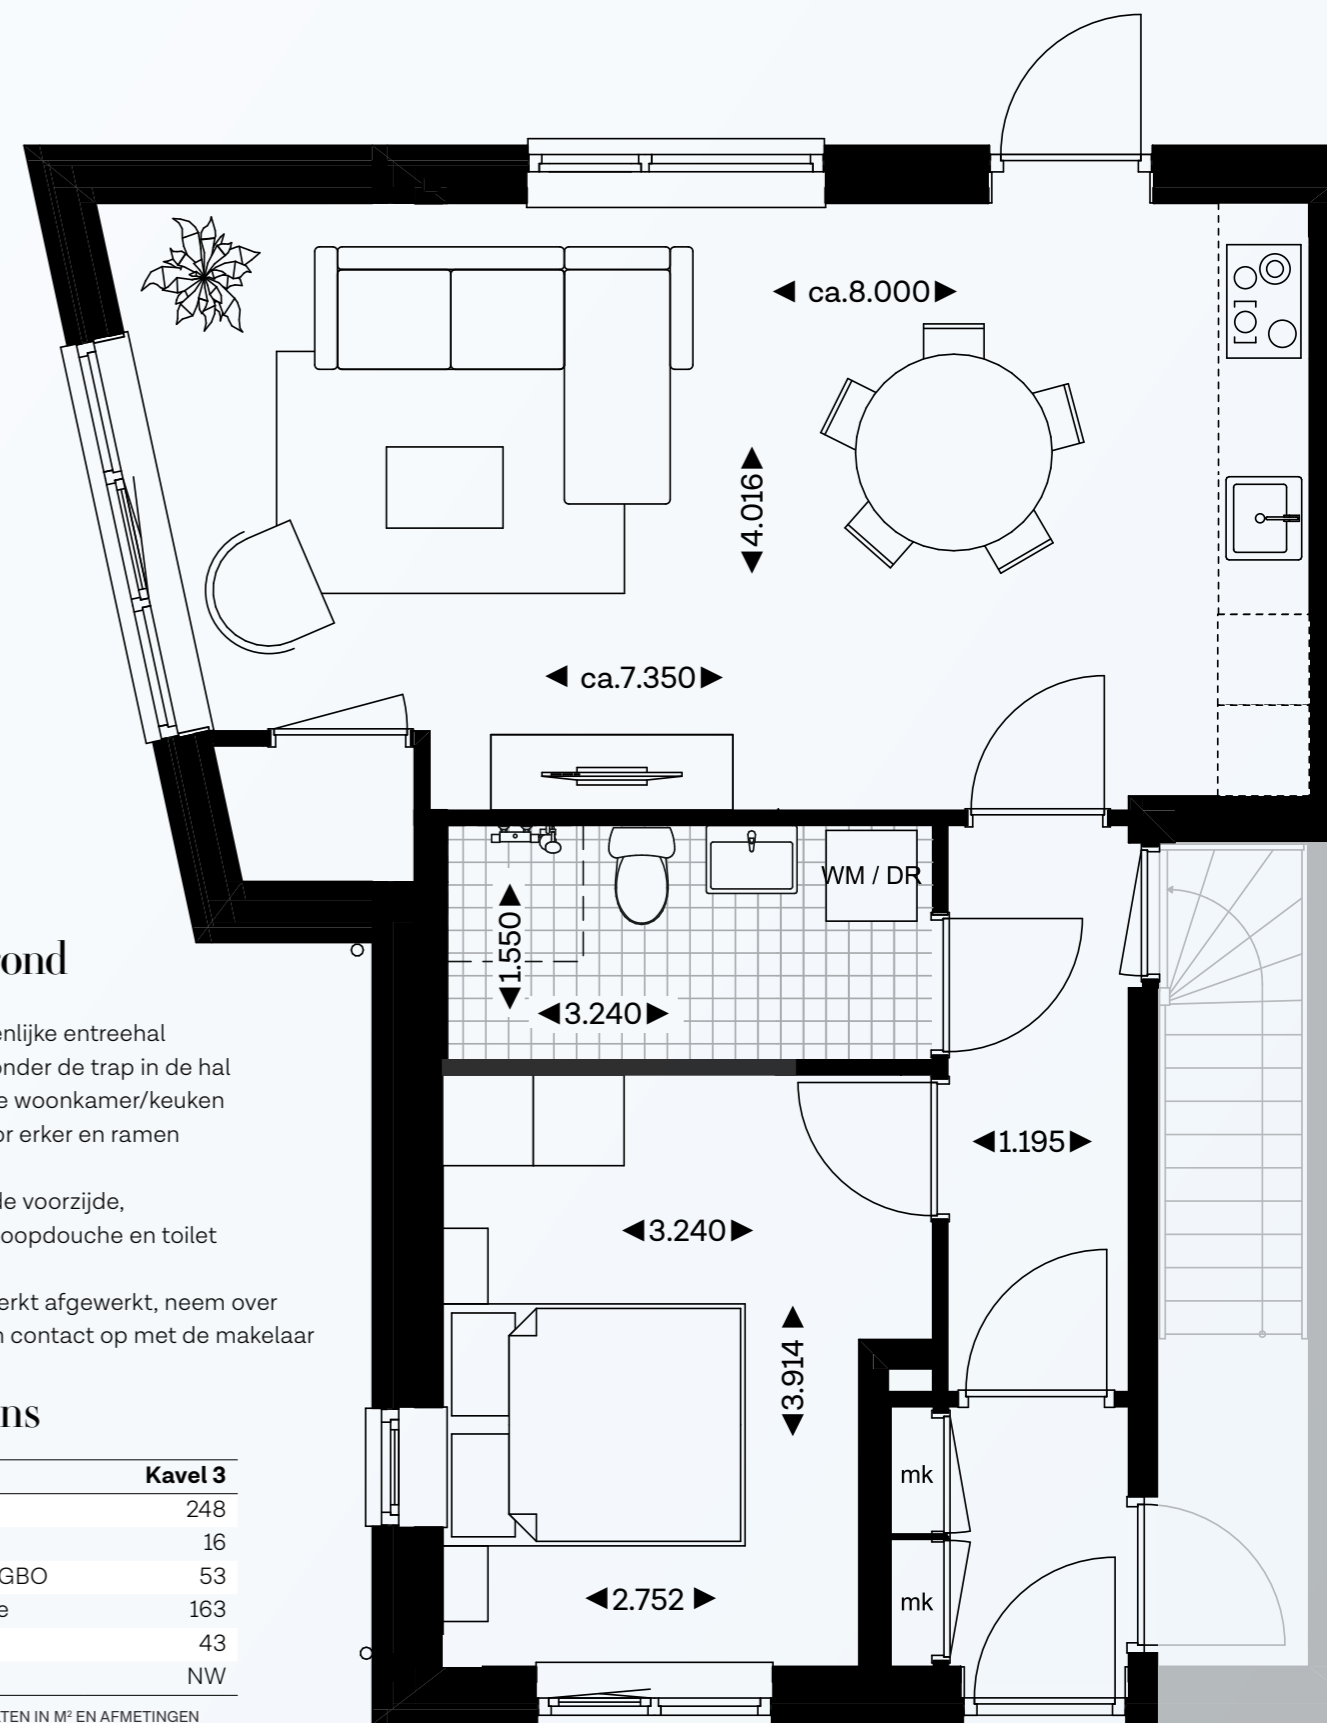 ca.8.000
4.016
ca.7.350
WM / DR
1.550
3.240
1.195
3.240
3.914
mk
mk
2.752
ond
enlijke entreehal
onder de trap in de hal
e woonkamer/keuken
or erker en ramen
de voorzijde,
oopdouche en toilet
erkt afgewerkt, neem over
n contact op met de makelaar
ns
Kavel 3
248
16
GBO 53
e 163
43
NW
TEN IN M² EN AFMETINGEN